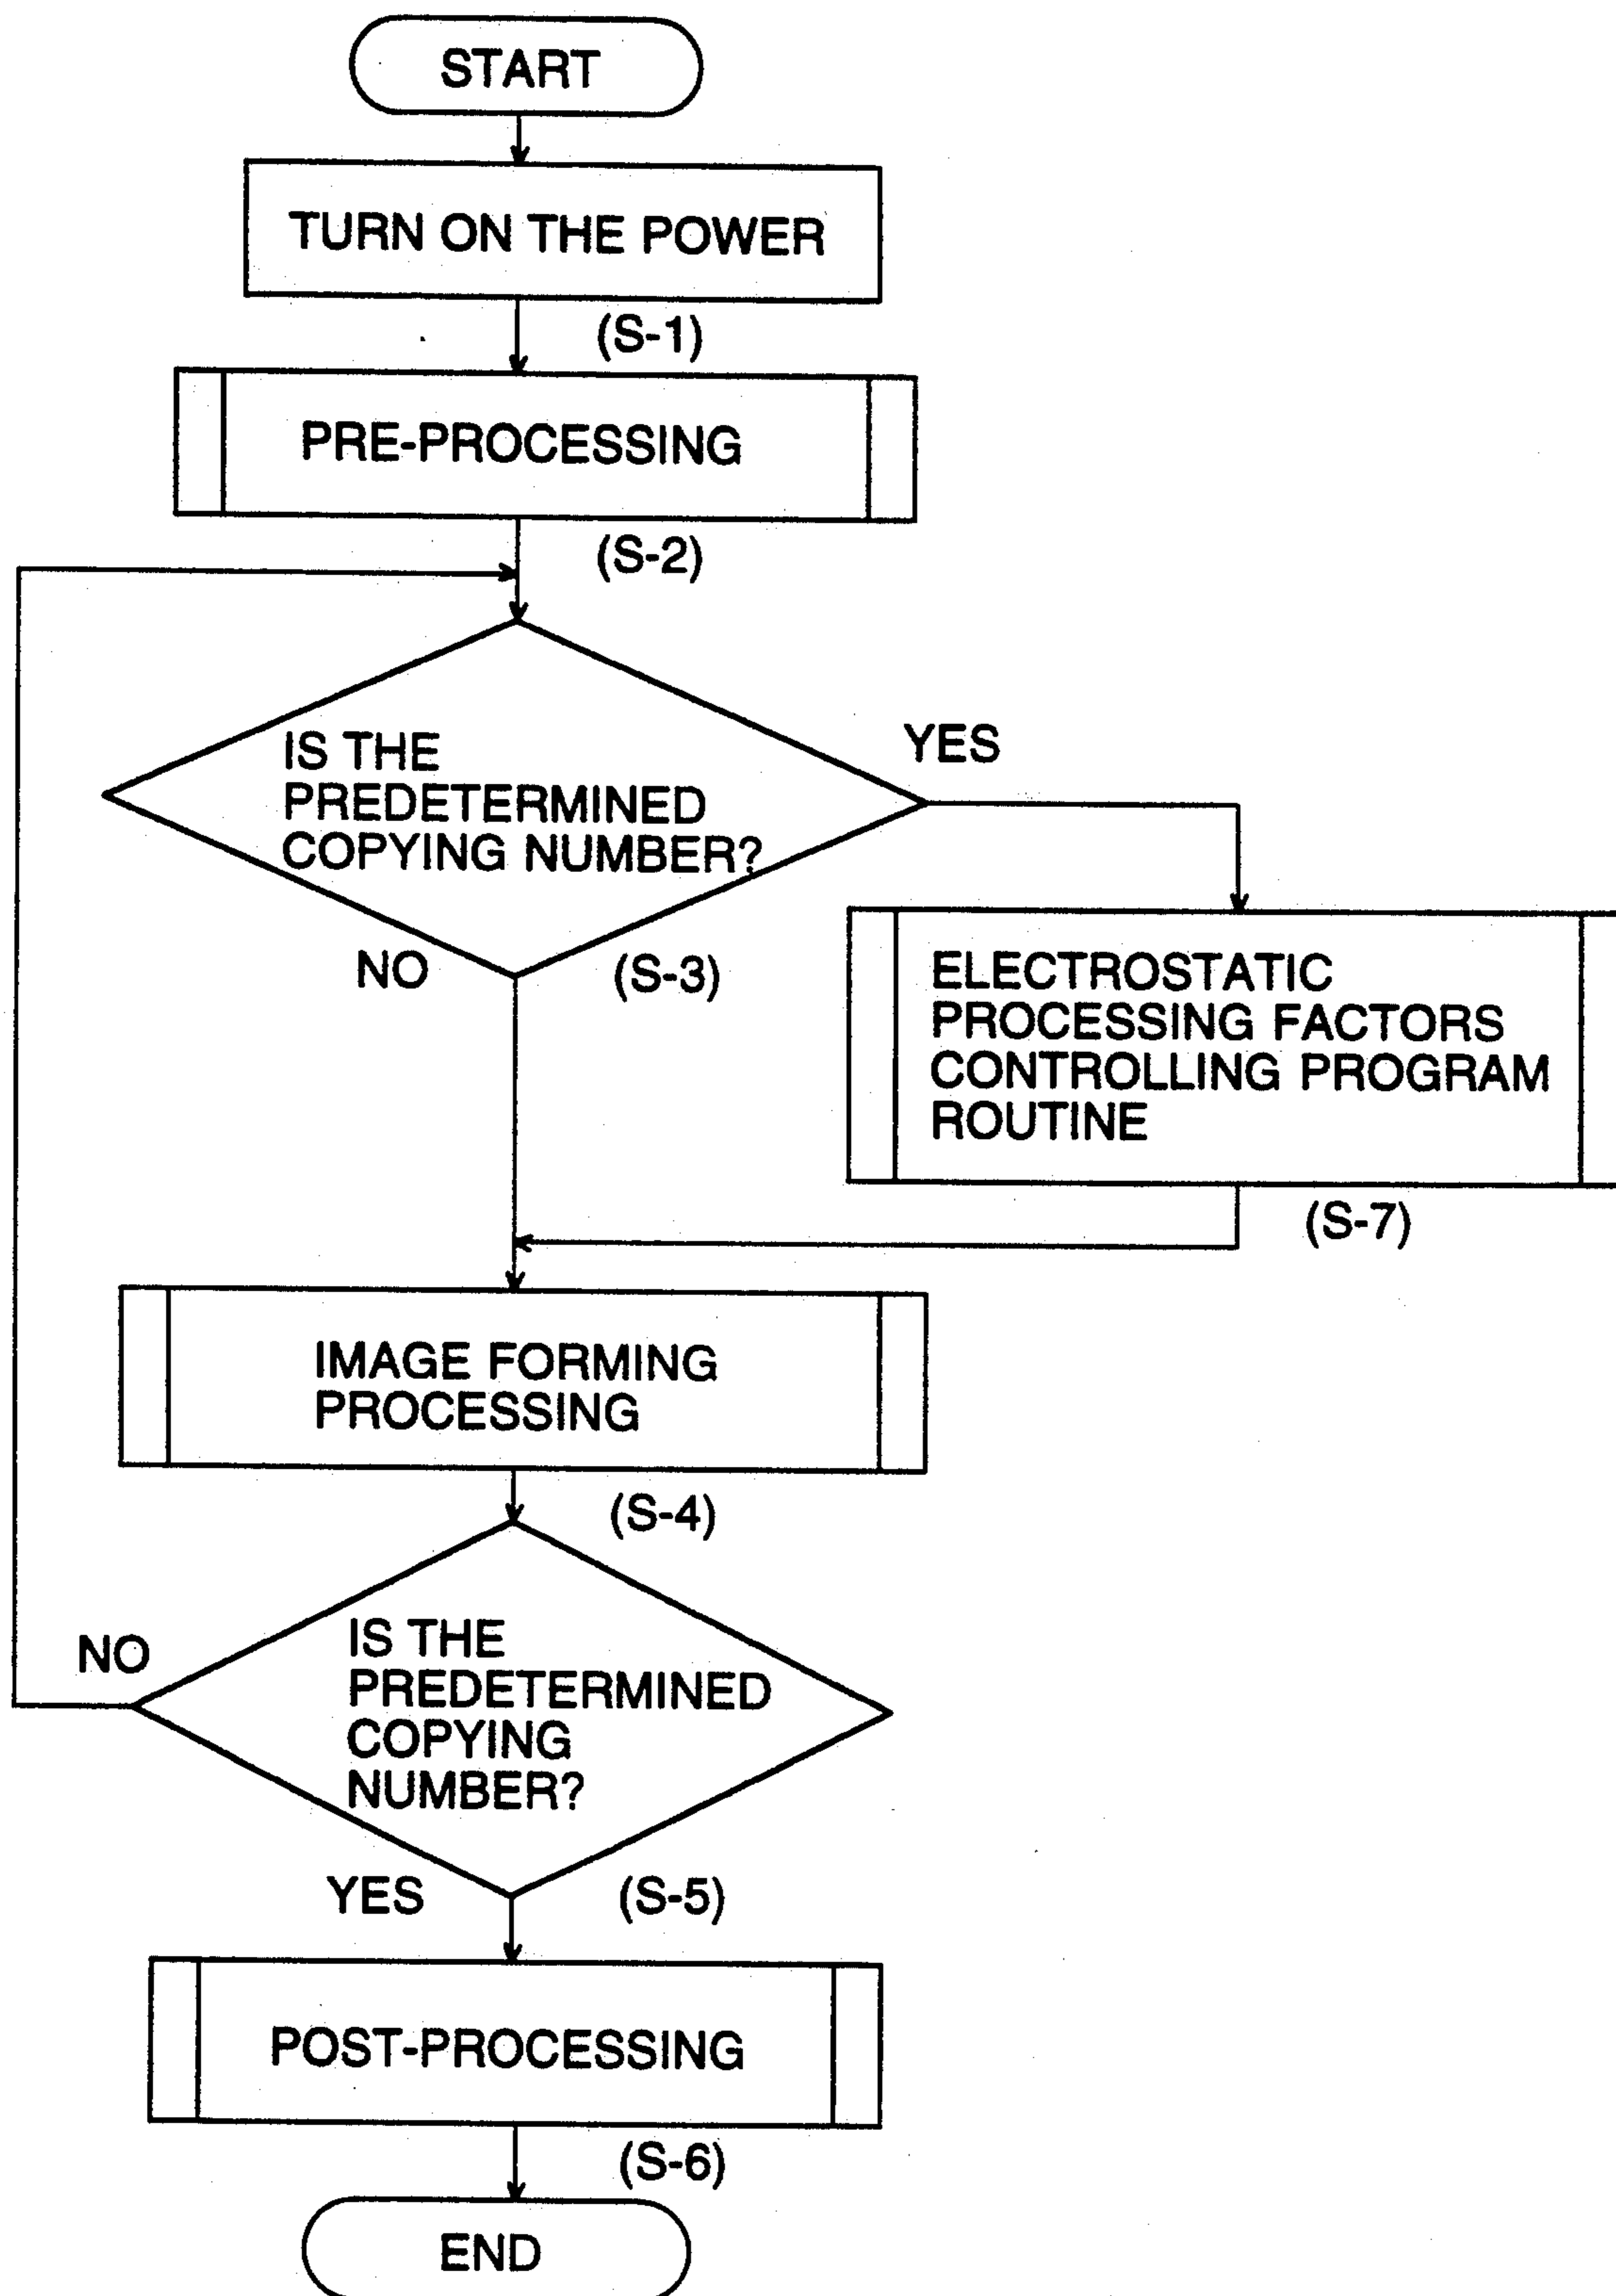 START
TURN ON THE POWER
(S-1)
PRE-PROCESSING
(S-2)
IS THE
PREDETERMINED
COPYING NUMBER?
YES
NO
(S-3)
ELECTROSTATIC
PROCESSING FACTORS
CONTROLLING PROGRAM
ROUTINE
(S-7)
IMAGE FORMING
PROCESSING
(S-4)
IS THE
PREDETERMINED
COPYING
NUMBER?
NO
YES
(S-5)
POST-PROCESSING
(S-6)
END